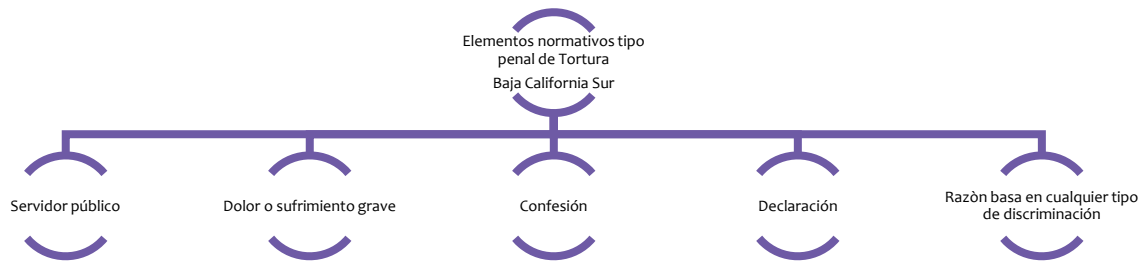 Elementos normativos tipo
penal de Tortura
Baja California Sur
Servidor público
Dolor o sufrimiento grave
Confesión
Declaración
Razòn basa en cualquier tipo
de discriminación